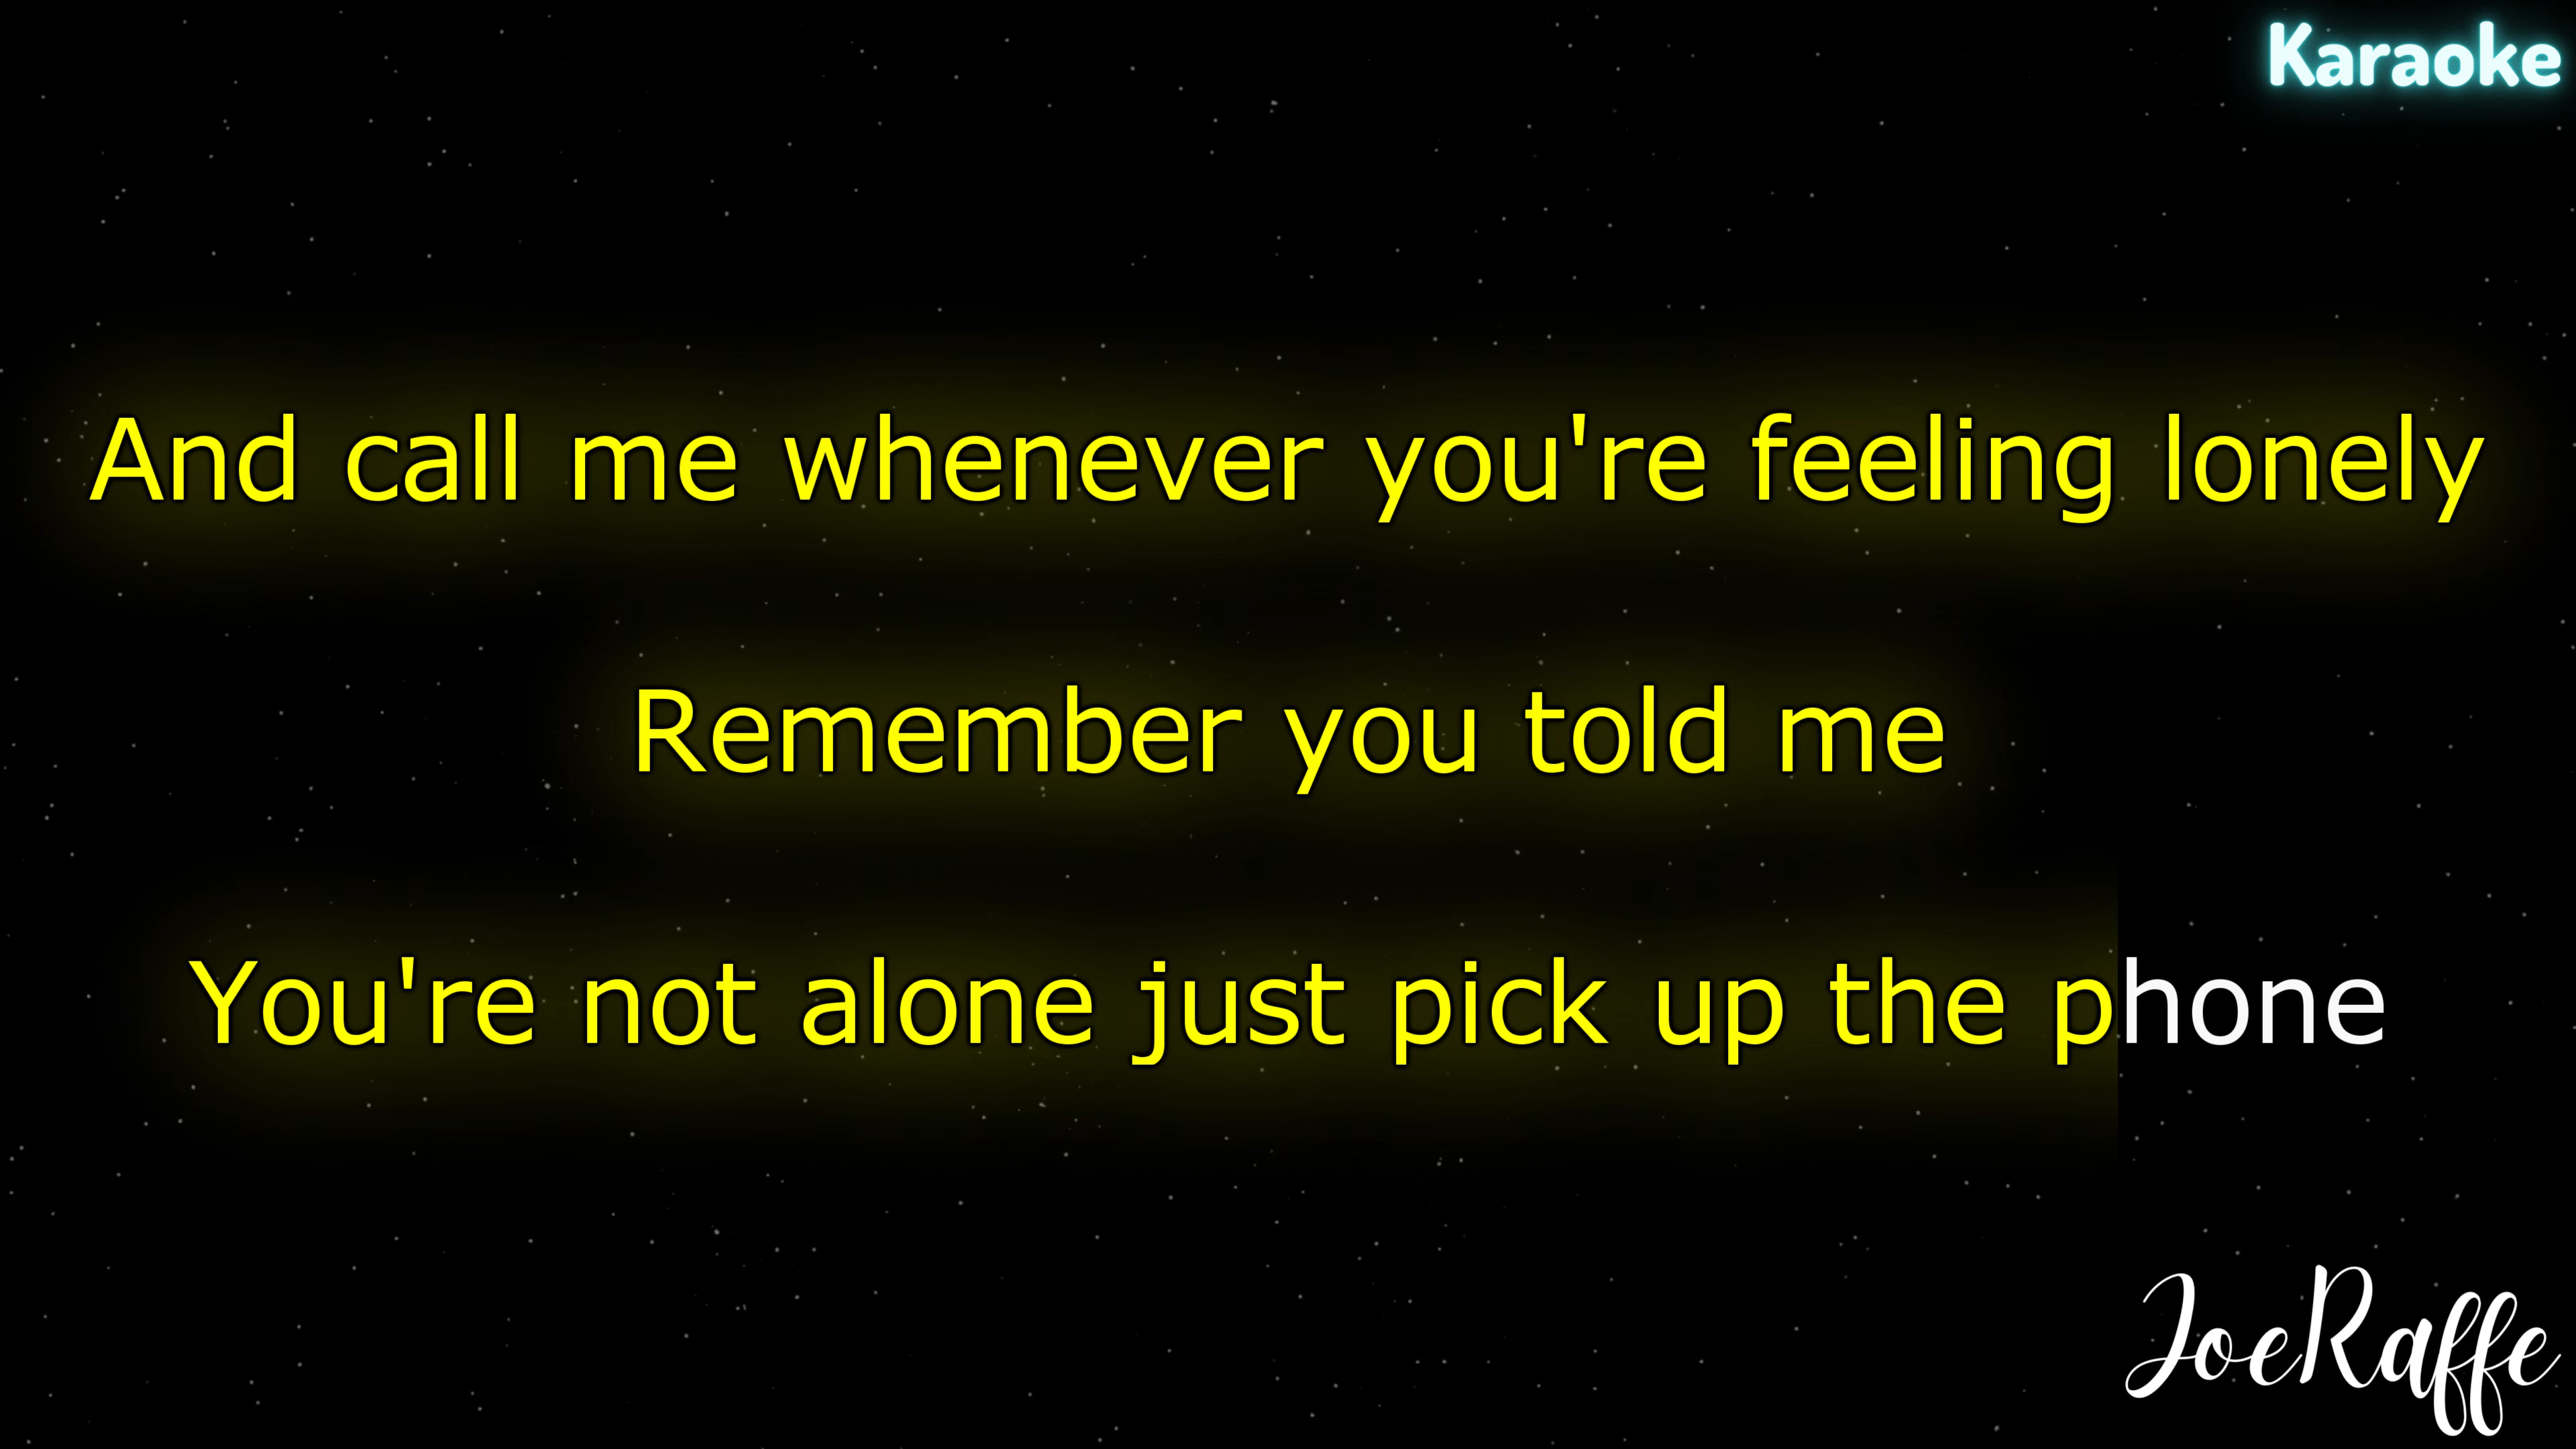 Karaoke
And call me whenever you're feeling lonely
Remember you told me
You're not alone just pick up the phone
JoeRaffe